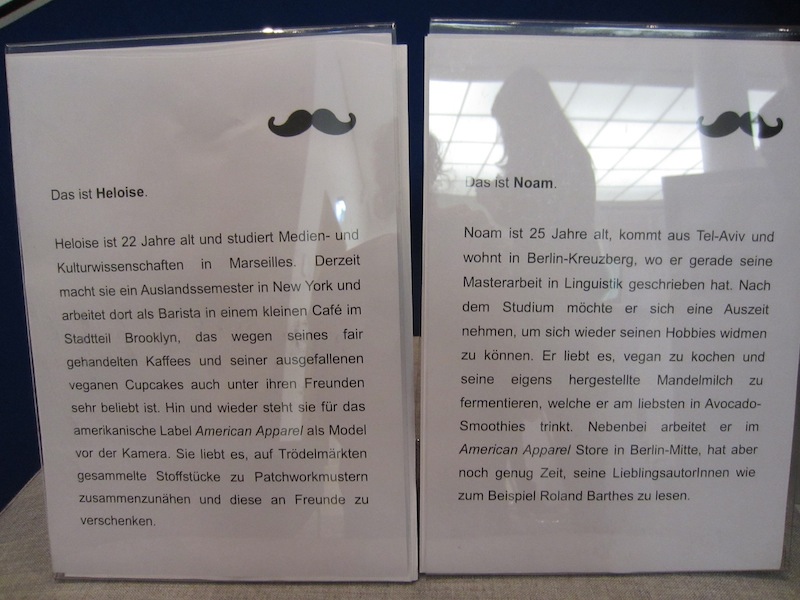 Das ist Heloise.
Heloise ist 22 Jahre alt und studiert Medien- und
Kulturwissenschaften in Marseilles. Derzeit
macht sie ein Auslandssemester in New York und
arbeitet dort als Barista in einem kleinen Café im
Stadtteil Brooklyn, das wegen seines fair
gehandelten Kaffees und seiner ausgefallenen
veganen Cupcakes auch unter ihren Freunden
sehr beliebt ist. Hin und wieder steht sie für das
amerikanische Label American Apparel als Model
vor der Kamera. Sie liebt es, auf Trödelmärkten
gesammelte Stoffstücke zu Patchworkmustern
zusammenzunähen und diese an Freunde zu
verschenken.
Das ist Noam.
Noam ist 25 Jahre alt, kommt aus Tel-Aviv und
wohnt in Berlin-Kreuzberg, wo er gerade seine
Masterarbeit in Linguistik geschrieben hat. Nach
dem Studium möchte er sich eine Auszeit
nehmen, um sich wieder seinen Hobbies widmen
zu können. Er liebt es, vegan zu kochen und
seine eigens hergestellte Mandelmilch zu
fermentieren, welche er am liebsten in Avocado-
Smoothies trinkt. Nebenbei arbeitet er im
American Apparel Store in Berlin-Mitte, hat aber
noch genug Zeit, seine LieblingsautorInnen wie
zum Beispiel Roland Barthes zu lesen.